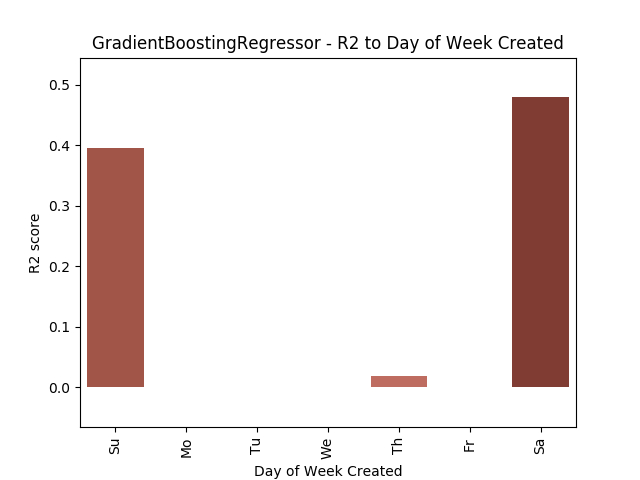 GradientBoostingRegressor - R2 to Day of Week Created
R2 score
0.5
0.4
0.3
0.2
0.1
0.0
Su
Mo
Tu
We
Th
Fr
Sa
Day of Week Created